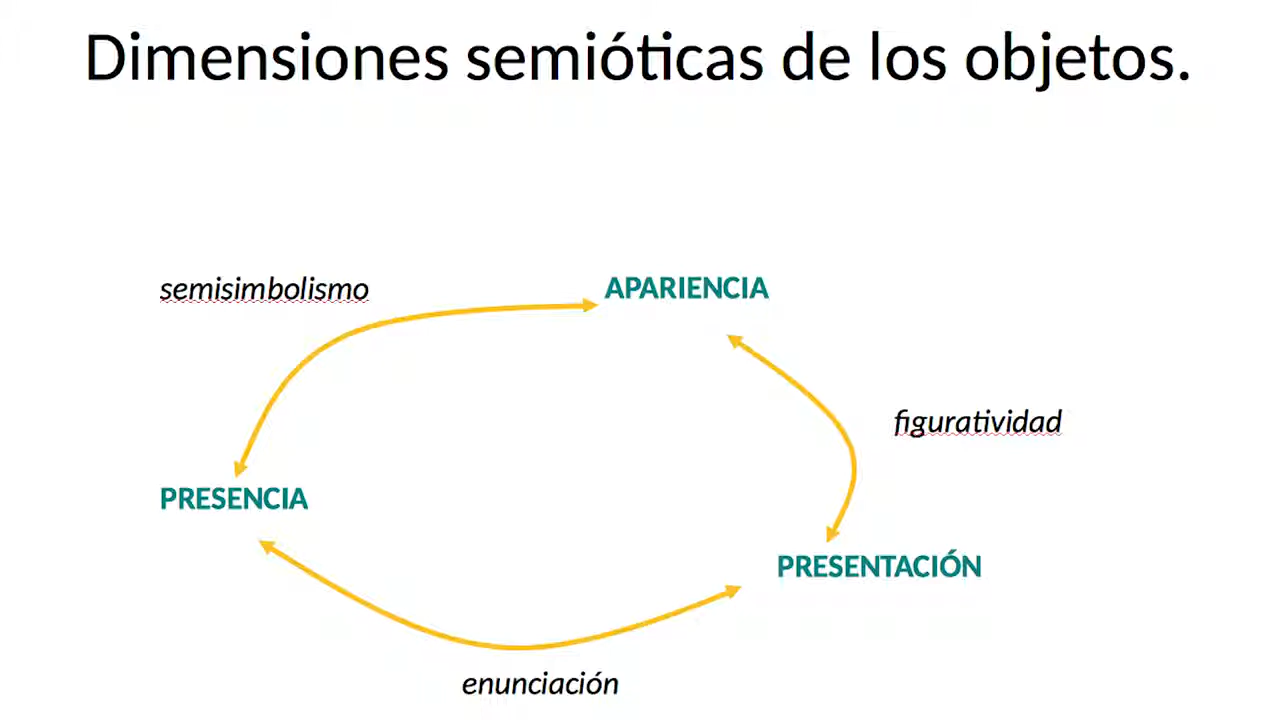 Dimensiones semióticas de los objetos.
semisimbolismo
APARIENCIA
figuratividad
PRESENCIA
PRESENTACIÓN
enunciación